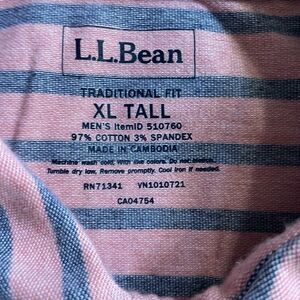 L.L.Bean
TRADITIONAL FIT
XL TALL
MEN'S ItemID 510760
97% COTTON 3% SPANDEX
MADE IN CAMBODIA
Machine wash cold. With like colors. Do not bleach.
Tumble dry low. Remove promptly. Cool iron if needed.
RN71341 VN1010721
CA04754